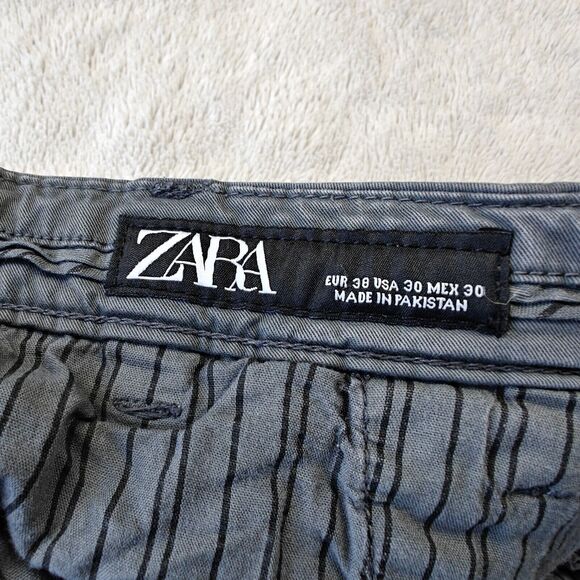 ZARA
EUR 38 USA 30 MEX 30
MADE IN PAKISTAN